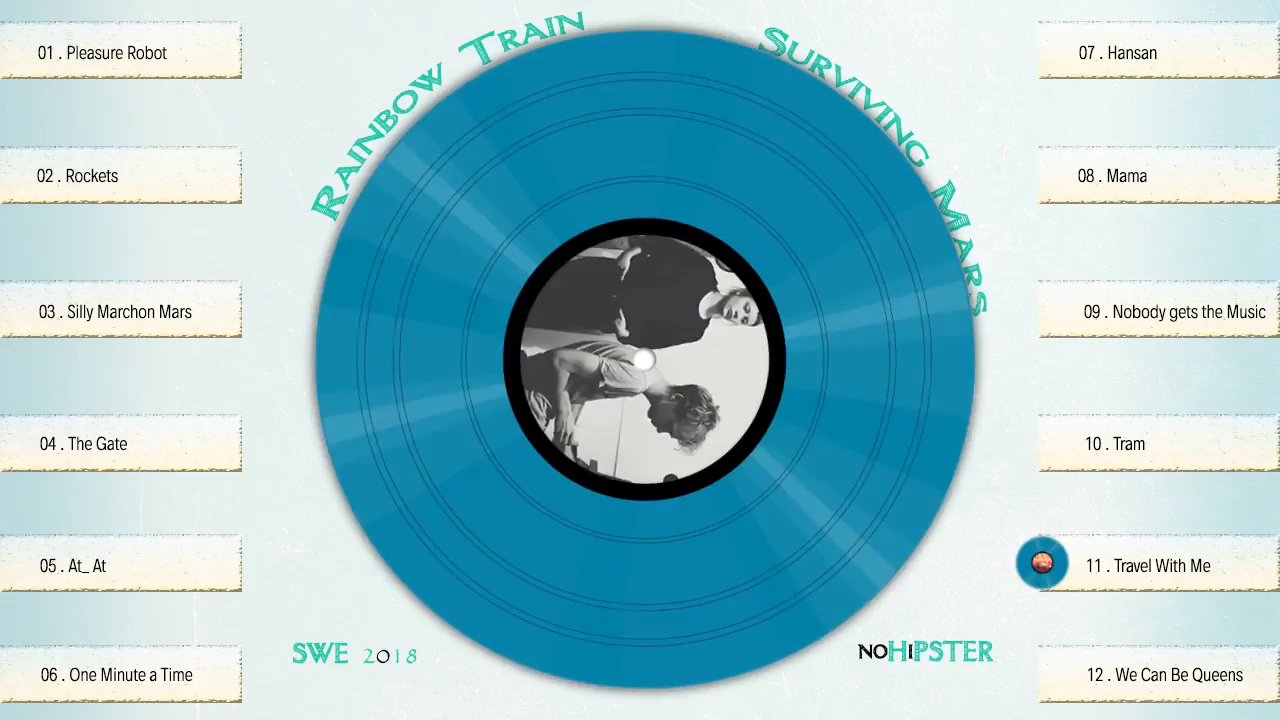 Rainbow Train
Surviving Mars
01 . Pleasure Robot
02 . Rockets
03 . Silly Marchon Mars
04 . The Gate
05 . At_ At
06 . One Minute a Time
07 . Hansan
08 . Mama
09 . Nobody gets the Music
10 . Tram
11 . Travel With Me
12 . We Can Be Queens
SWE 2018
NOHiPSTER